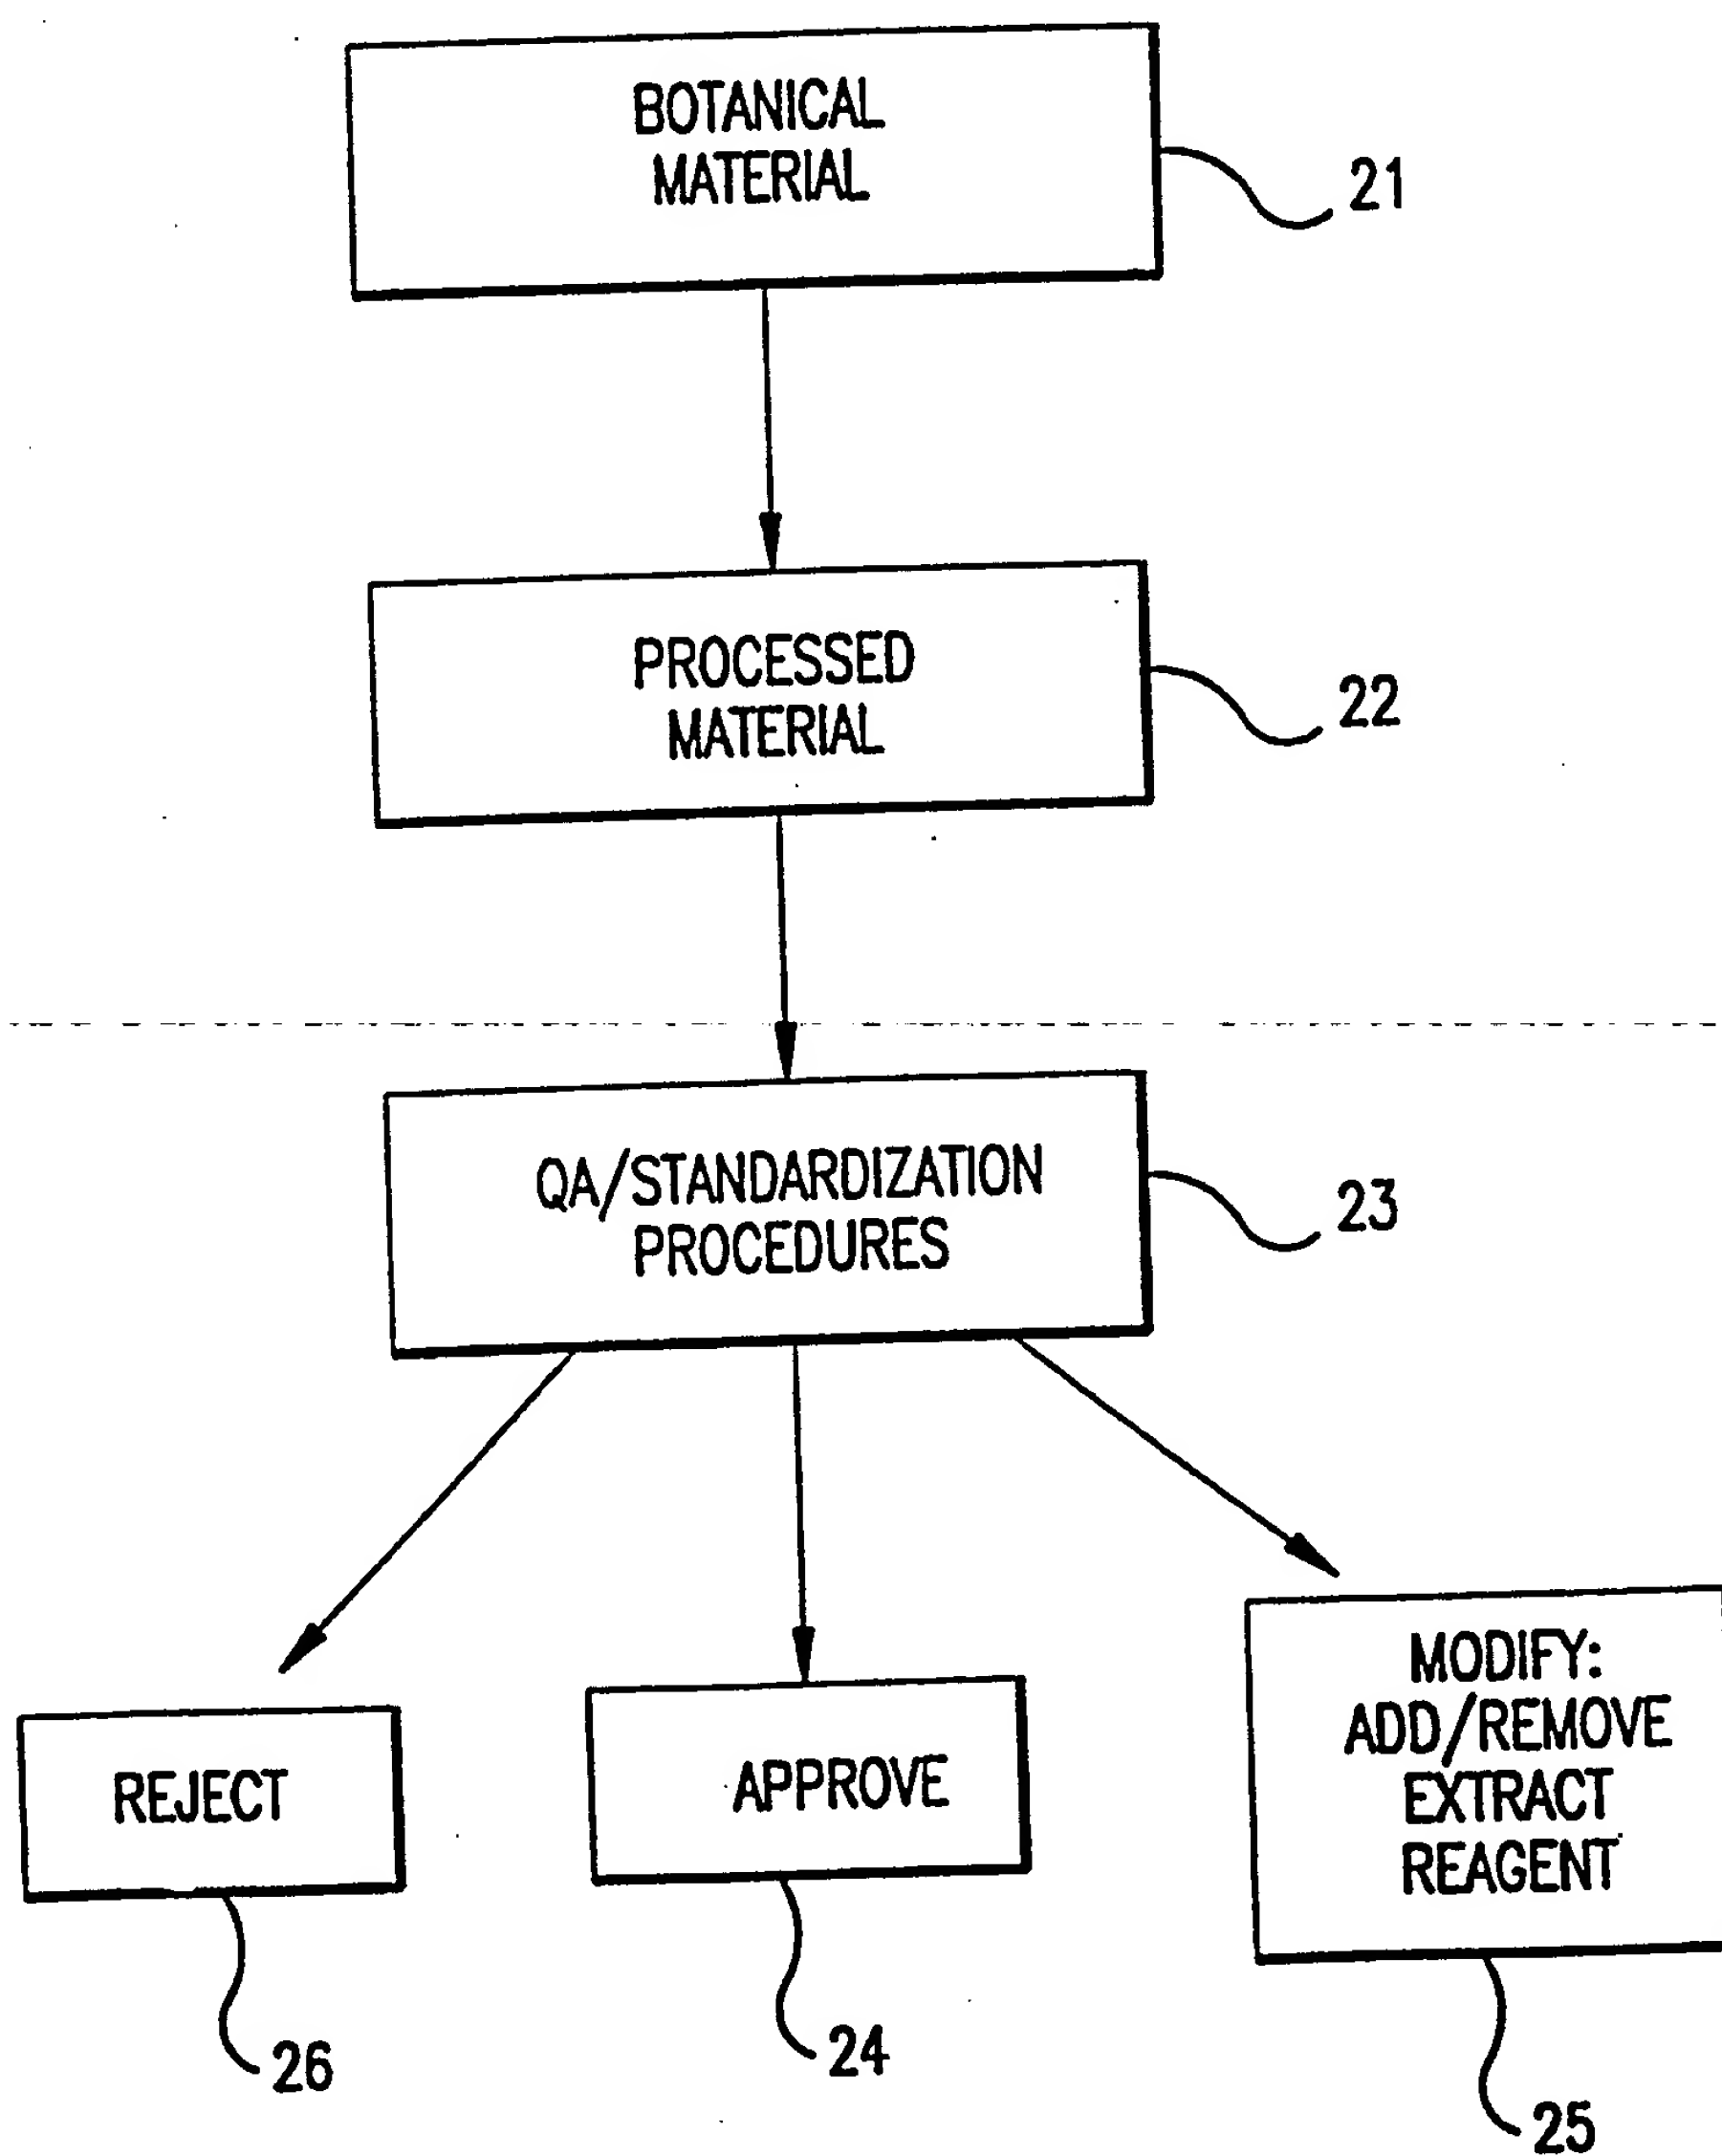 BOTANICAL
MATERIAL
21
PROCESSED
MATERIAL
22
QA/STANDARDIZATION
PROCEDURES
23
REJECT
26
APPROVE
24
MODIFY:
ADD/REMOVE
EXTRACT
REAGENT
25